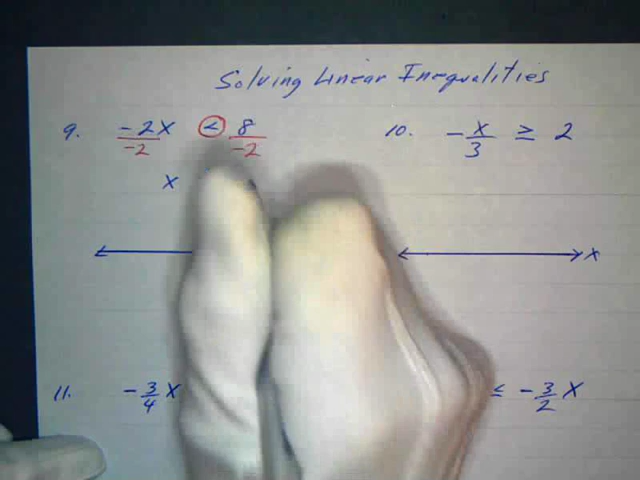 Solving Linear Inequalities
9. -2x < 8 10. -x/3 ≥ 2
-2 -2
x
x
11. -3/4 x ≤ -3/2 x